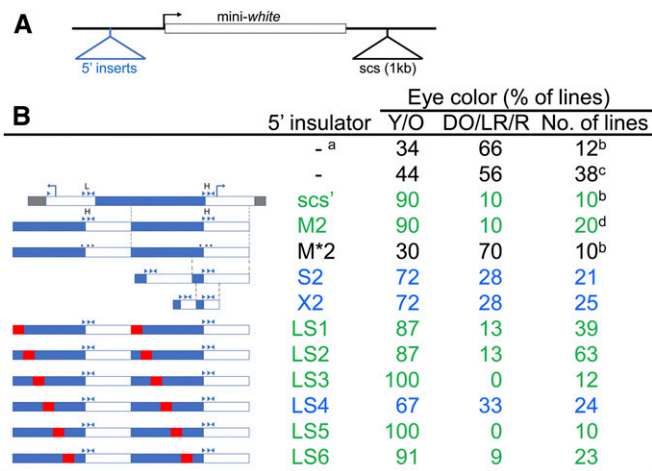 A
mini-white
5' inserts
scs (1kb)
B
Eye color (% of lines)
5' insulator Y/O DO/LR/R No. of lines
- a 34 66 12b
- 44 56 38c
L H
scs' 90 10 10b
H H
M2 90 10 20d
M*2 30 70 10b
S2 72 28 21
X2 72 28 25
LS1 87 13 39
LS2 87 13 63
LS3 100 0 12
LS4 67 33 24
LS5 100 0 10
LS6 91 9 23